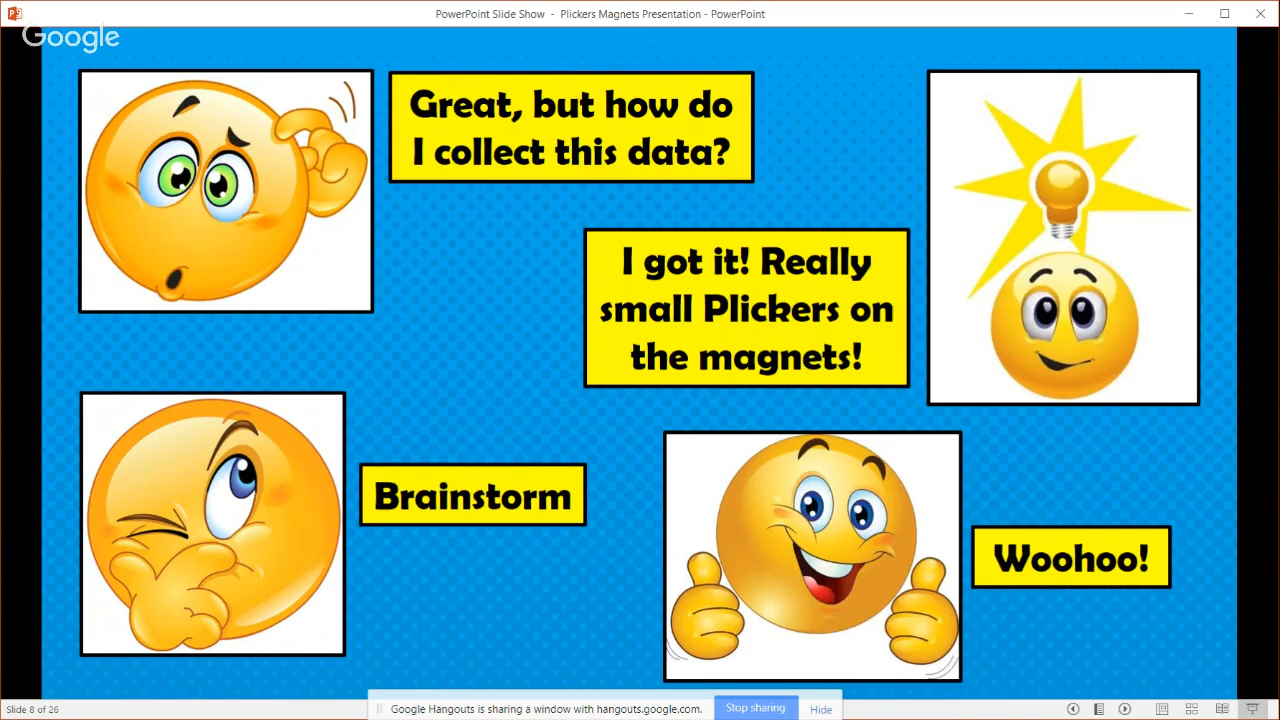 PowerPoint Slide Show - Plickers Magnets Presentation - PowerPoint
Google
Great, but how do
I collect this data?
I got it! Really
small Plickers on
the magnets!
Brainstorm
Woohoo!
Google Hangouts is sharing a window with hangouts.google.com.
Stop sharing
Hide
Slide 8 of 26